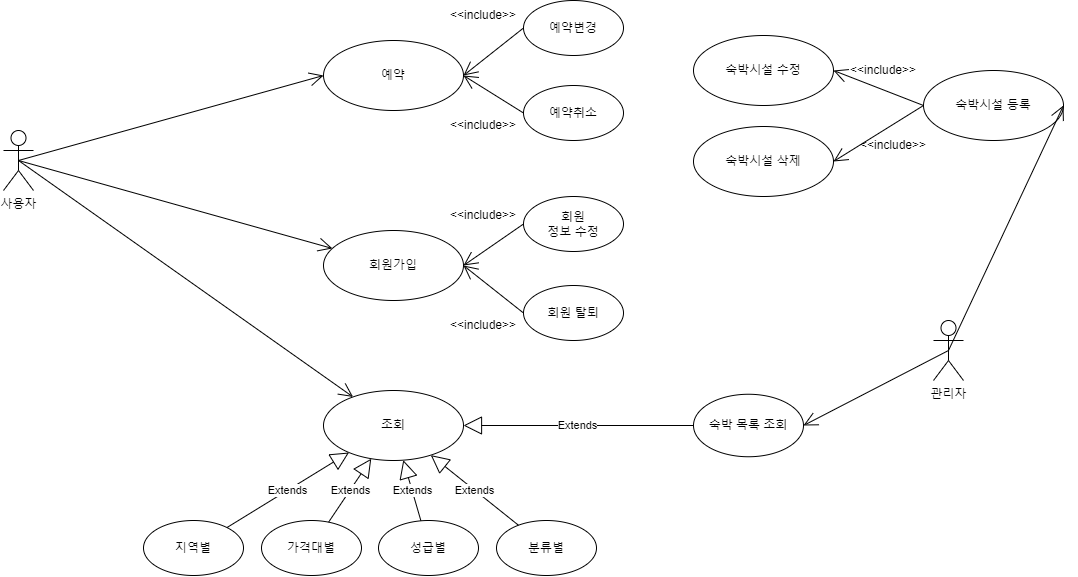 <<include>>
예약변경
예약
숙박시설 수정
<<include>>
숙박시설 등록
예약취소
<<include>>
<<include>>
숙박시설 삭제
사용자
<<include>>
회원
정보 수정
회원가입
회원 탈퇴
<<include>>
관리자
조회
Extends
숙박 목록 조회
Extends
Extends
Extends
Extends
지역별
가격대별
성급별
분류별